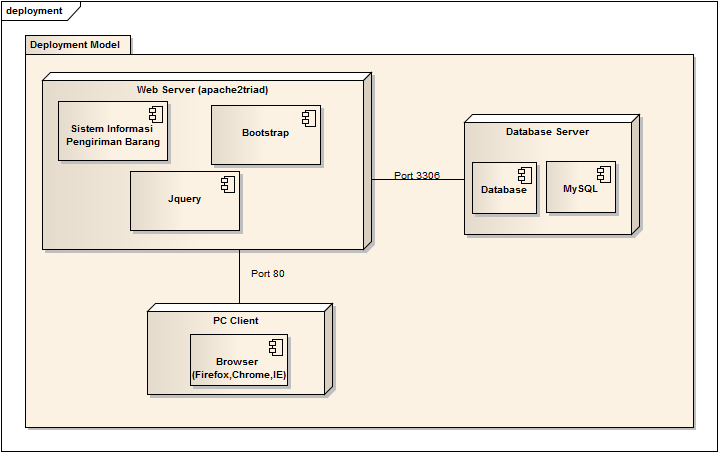 deployment
Deployment Model
Web Server (apache2triad)
Sistem Informasi
Pengiriman Barang
Bootstrap
Jquery
Port 3306
Database Server
Database
MySQL
Port 80
PC Client
Browser
(Firefox,Chrome,IE)